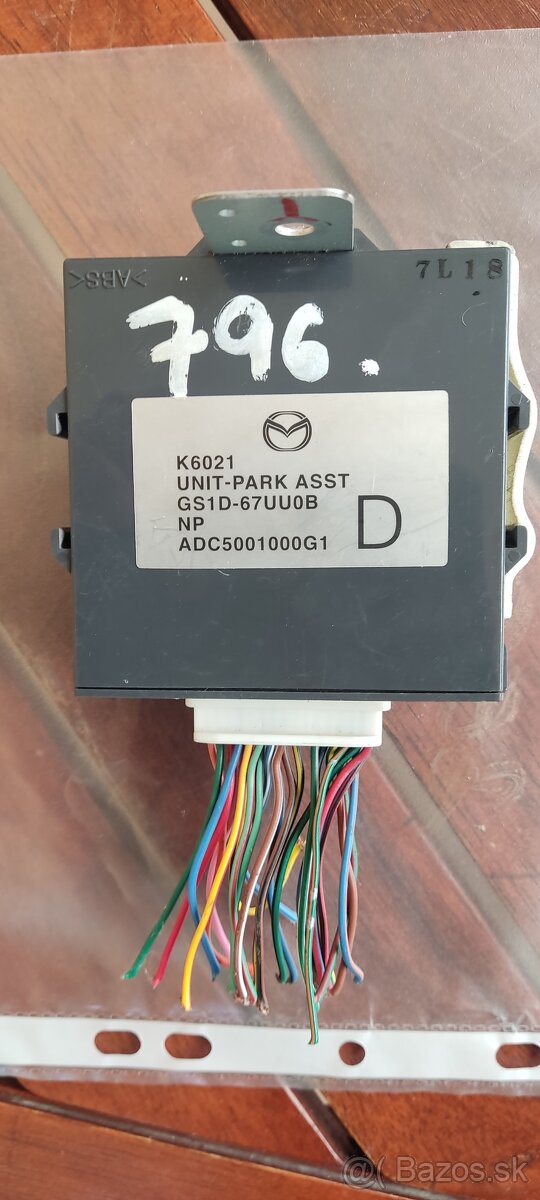 >ABS<
7L18
796.
K6021
UNIT-PARK ASST
GS1D-67UU0B
NP
ADC5001000G1
D
Bazos.sk